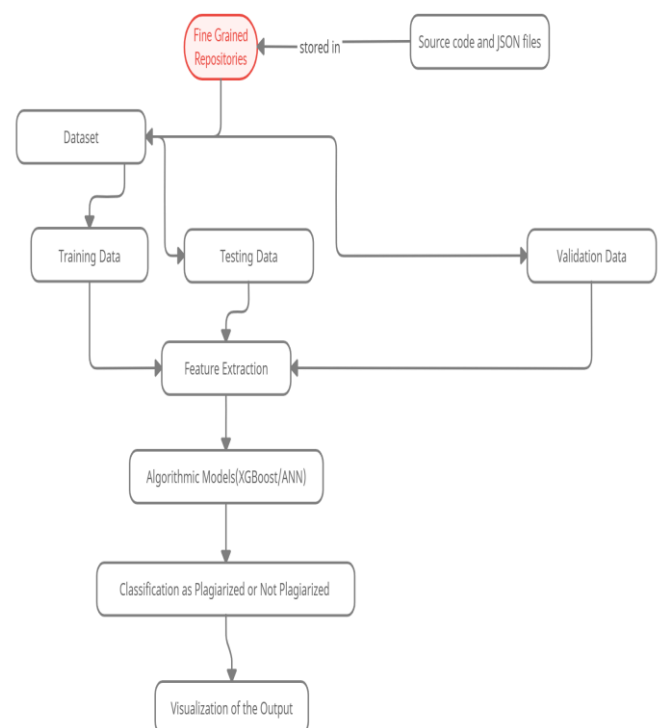 Fine Grained
Repositories
stored in
Source code and JSON files
Dataset
Training Data
Testing Data
Validation Data
Feature Extraction
Algorithmic Models(XGBoost/ANN)
Classification as Plagiarized or Not Plagiarized
Visualization of the Output